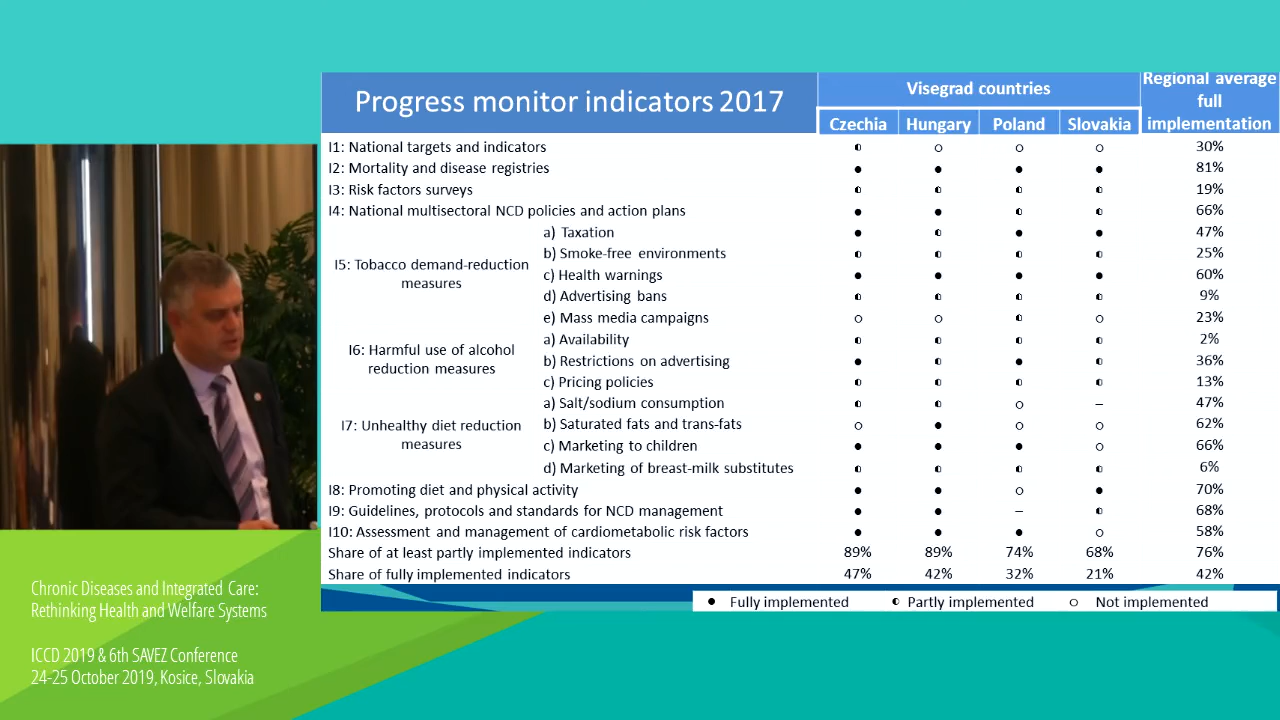 Progress monitor indicators 2017
Visegrad countries
Regional average
full
implementation
Czechia Hungary Poland Slovakia
I1: National targets and indicators ◐ ○ ○ ○ 30%
I2: Mortality and disease registries ● ● ● ● 81%
I3: Risk factors surveys ◐ ◐ ◐ ◐ 19%
I4: National multisectoral NCD policies and action plans ● ● ◐ ◐ 66%
I5: Tobacco demand-reduction
measures
a) Taxation ● ◐ ● ● 47%
b) Smoke-free environments ◐ ◐ ◐ ◐ 25%
c) Health warnings ● ● ● ● 60%
d) Advertising bans ◐ ◐ ◐ ◐ 9%
e) Mass media campaigns ○ ○ ◐ ○ 23%
I6: Harmful use of alcohol
reduction measures
a) Availability ◐ ◐ ◐ ◐ 2%
b) Restrictions on advertising ● ◐ ● ◐ 36%
c) Pricing policies ◐ ◐ ◐ ◐ 13%
I7: Unhealthy diet reduction
measures
a) Salt/sodium consumption ◐ ◐ ○ – 47%
b) Saturated fats and trans-fats ○ ● ○ ○ 62%
c) Marketing to children ● ● ● ○ 66%
d) Marketing of breast-milk substitutes ◐ ◐ ◐ ◐ 6%
I8: Promoting diet and physical activity ● ● ○ ● 70%
I9: Guidelines, protocols and standards for NCD management ● ● – ◐ 68%
I10: Assessment and management of cardiometabolic risk factors ● ● ● ○ 58%
Share of at least partly implemented indicators 89% 89% 74% 68% 76%
Share of fully implemented indicators 47% 42% 32% 21% 42%
● Fully implemented ◐ Partly implemented ○ Not implemented
Chronic Diseases and Integrated Care:
Rethinking Health and Welfare Systems
ICCD 2019 & 6th SAVEZ Conference
24-25 October 2019, Kosice, Slovakia